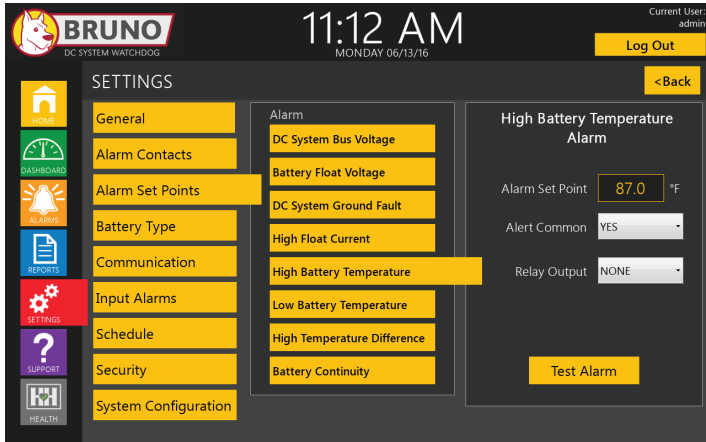 BRUNO
DC SYSTEM WATCHDOG
11:12 AM
MONDAY 06/13/16
Current User:
admin
Log Out
SETTINGS
<Back
HOME
DASHBOARD
ALARMS
REPORTS
SETTINGS
?
SUPPORT
HEALTH
General
Alarm Contacts
Alarm Set Points
Battery Type
Communication
Input Alarms
Schedule
Security
System Configuration
Alarm
DC System Bus Voltage
Battery Float Voltage
DC System Ground Fault
High Float Current
High Battery Temperature
Low Battery Temperature
High Temperature Difference
Battery Continuity
High Battery Temperature
Alarm
Alarm Set Point 87.0 °F
Alert Common YES
Relay Output NONE
Test Alarm